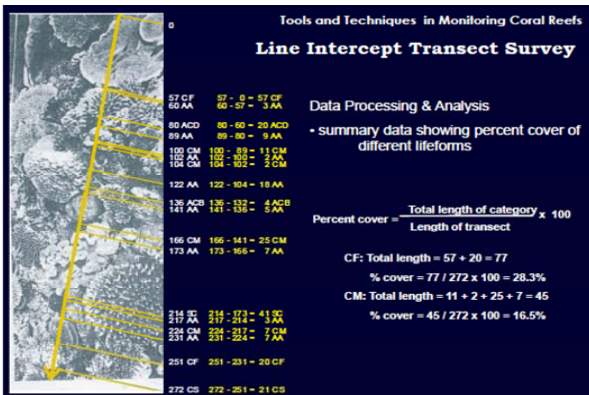 Tools and Techniques in Monitoring Coral Reefs
Line Intercept Transect Survey
0
57 CF 57 - 0 = 57 CF
60 AA 60 - 57 = 3 AA
80 ACD 80 - 60 = 20 ACD
89 AA 89 - 80 = 9 AA
100 CM 100 - 89 = 11 CM
102 AA 102 - 100 = 2 AA
104 CM 104 - 102 = 2 CM
122 AA 122 - 104 = 18 AA
136 ACB 136 - 132 = 4 ACB
141 AA 141 - 136 = 5 AA
166 CM 166 - 141 = 25 CM
173 AA 173 - 166 = 7 AA
214 SC 214 - 173 = 41 SC
217 AA 217 - 214 = 3 AA
224 CM 224 - 217 = 7 CM
231 AA 231 - 224 = 7 AA
251 CF 251 - 231 = 20 CF
272 CS 272 - 251 = 21 CS
Data Processing & Analysis
• summary data showing percent cover of
different lifeforms
Percent cover = Total length of category x 100
Length of transect
CF: Total length = 57 + 20 = 77
% cover = 77 / 272 x 100 = 28.3%
CM: Total length = 11 + 2 + 25 + 7 = 45
% cover = 45 / 272 x 100 = 16.5%